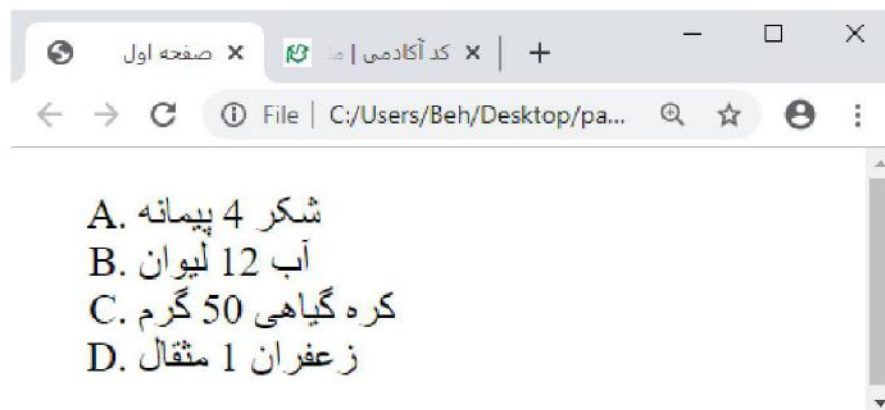 صفحه اول
کد آکادمی | ما
File | C:/Users/Beh/Desktop/pa...
A. شکر 4 پیمانه
B. آب 12 لیوان
C. کره گیاهی 50 گرم
D. زعفران 1 مثقال